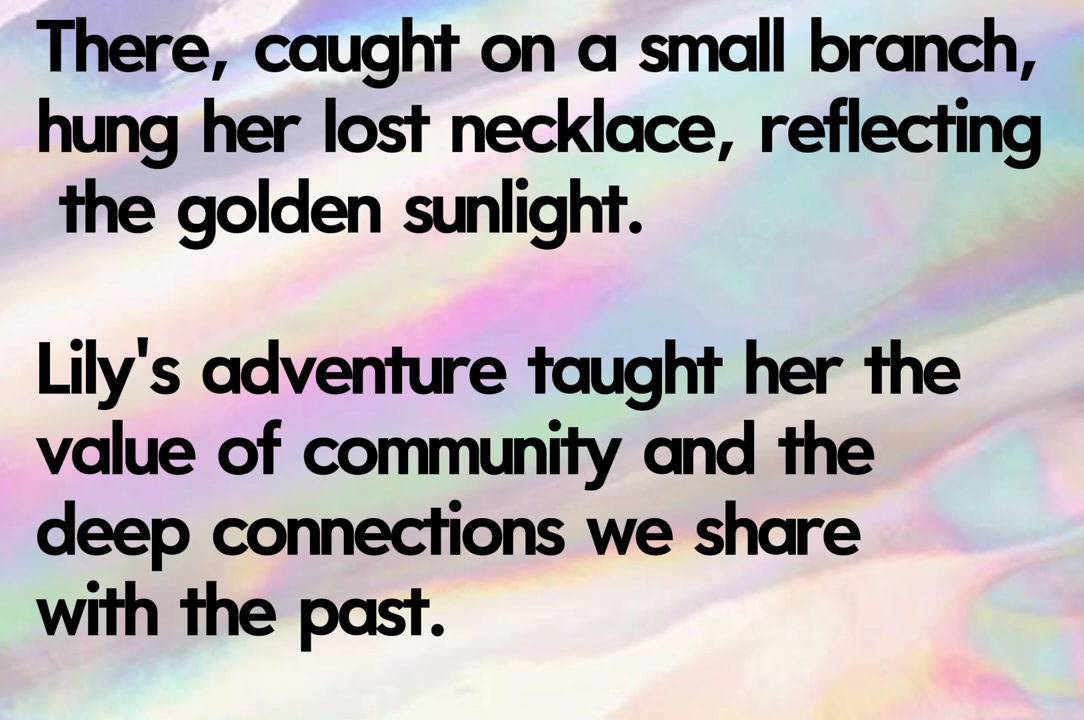 There, caught on a small branch,
hung her lost necklace, reflecting
the golden sunlight.
Lily's adventure taught her the
value of community and the
deep connections we share
with the past.